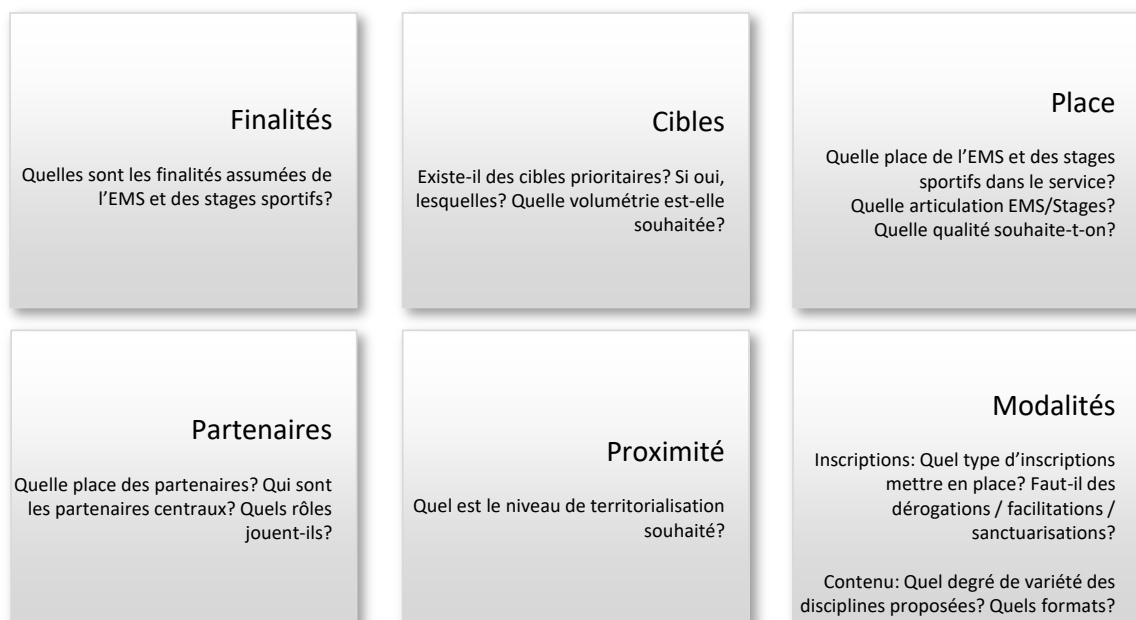 Finalités
Quelles sont les finalités assumées de
l’EMS et des stages sportifs?
Cibles
Existe-il des cibles prioritaires? Si oui,
lesquelles? Quelle volumétrie est-elle
souhaitée?
Place
Quelle place de l’EMS et des stages
sportifs dans le service?
Quelle articulation EMS/Stages?
Quelle qualité souhaite-t-on?
Partenaires
Quelle place des partenaires? Qui sont
les partenaires centraux? Quels rôles
jouent-ils?
Proximité
Quel est le niveau de territorialisation
souhaité?
Modalités
Inscriptions: Quel type d’inscriptions
mettre en place? Faut-il des
dérogations / facilitations /
sanctuarisations?
Contenu: Quel degré de variété des
disciplines proposées? Quels formats?